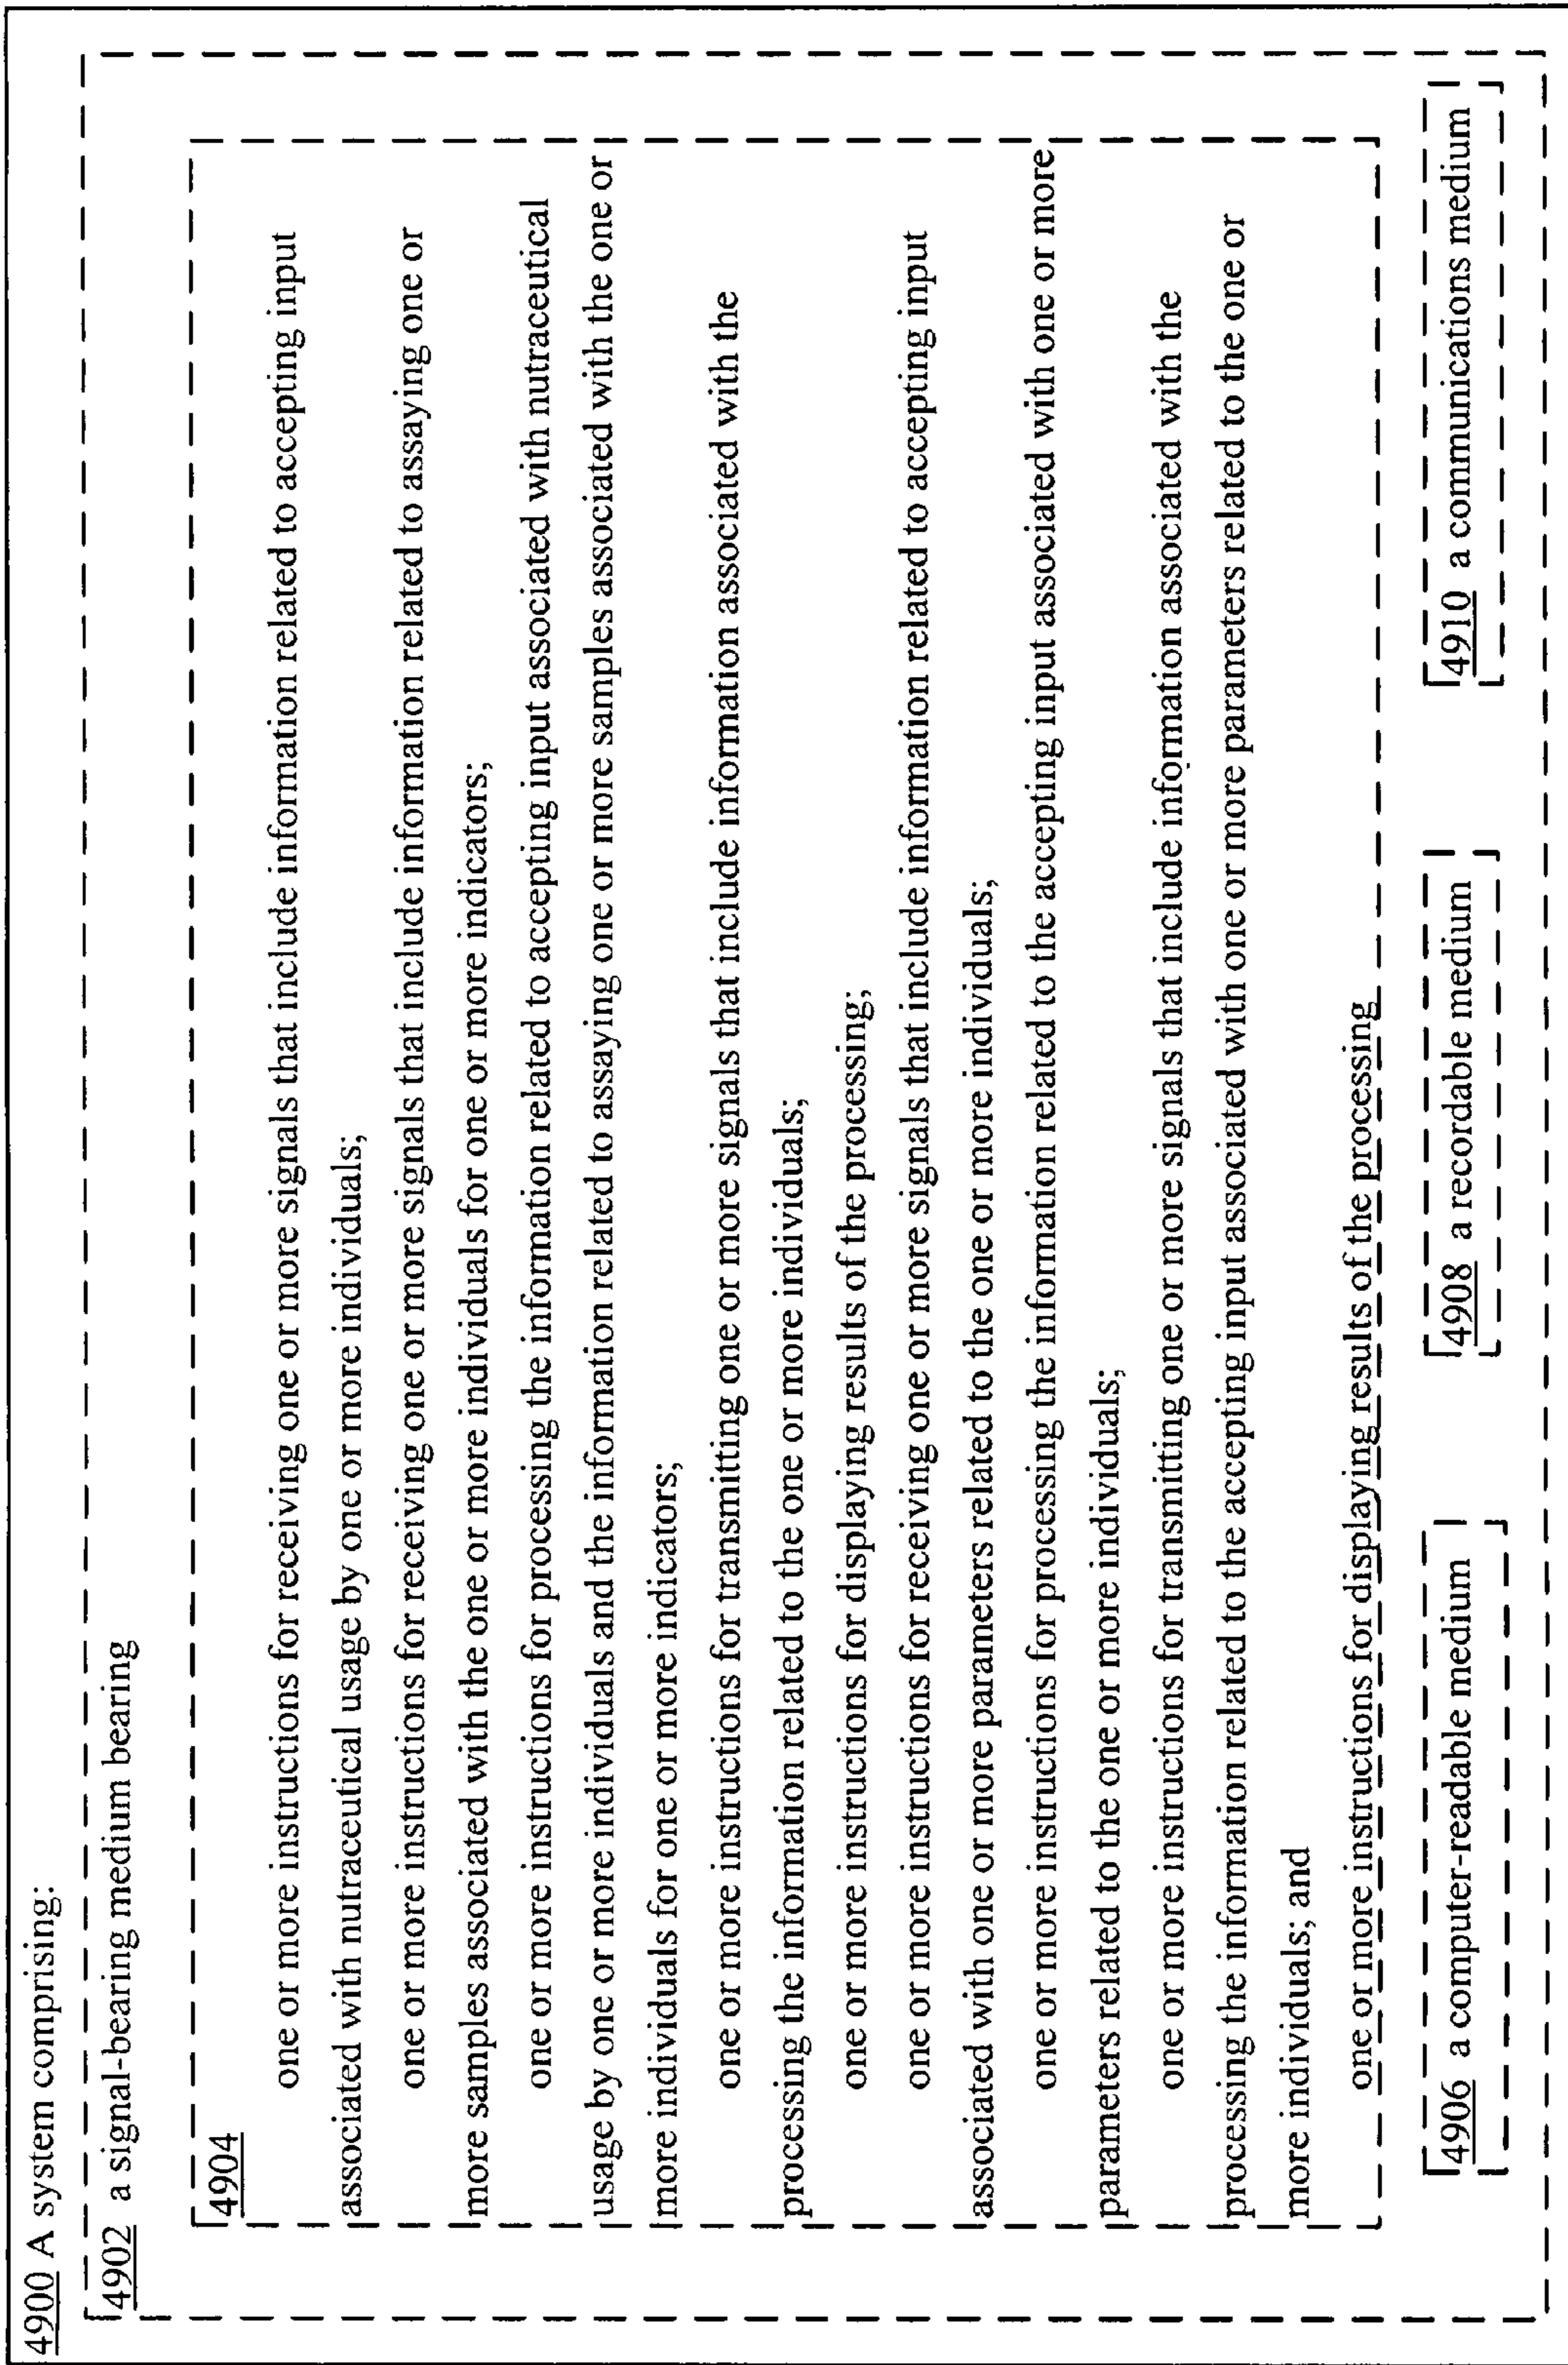 4900 A system comprising:
4902 a signal-bearing medium bearing
4904
one or more instructions for receiving one or more signals that include information related to accepting input
associated with nutraceutical usage by one or more individuals;
one or more instructions for receiving one or more signals that include information related to assaying one or
more samples associated with the one or more individuals for one or more indicators;
one or more instructions for processing the information related to accepting input associated with nutraceutical
usage by one or more individuals and the information related to assaying one or more samples associated with the one or
more individuals for one or more indicators;
one or more instructions for transmitting one or more signals that include information associated with the
processing the information related to the one or more individuals;
one or more instructions for displaying results of the processing;
one or more instructions for receiving one or more signals that include information related to accepting input
associated with one or more parameters related to the one or more individuals;
one or more instructions for processing the information related to the accepting input associated with one or more
parameters related to the one or more individuals;
one or more instructions for transmitting one or more signals that include information associated with the
processing the information related to the accepting input associated with one or more parameters related to the one or
more individuals; and
one or more instructions for displaying results of the processing
4906 a computer-readable medium
4908 a recordable medium
4910 a communications medium